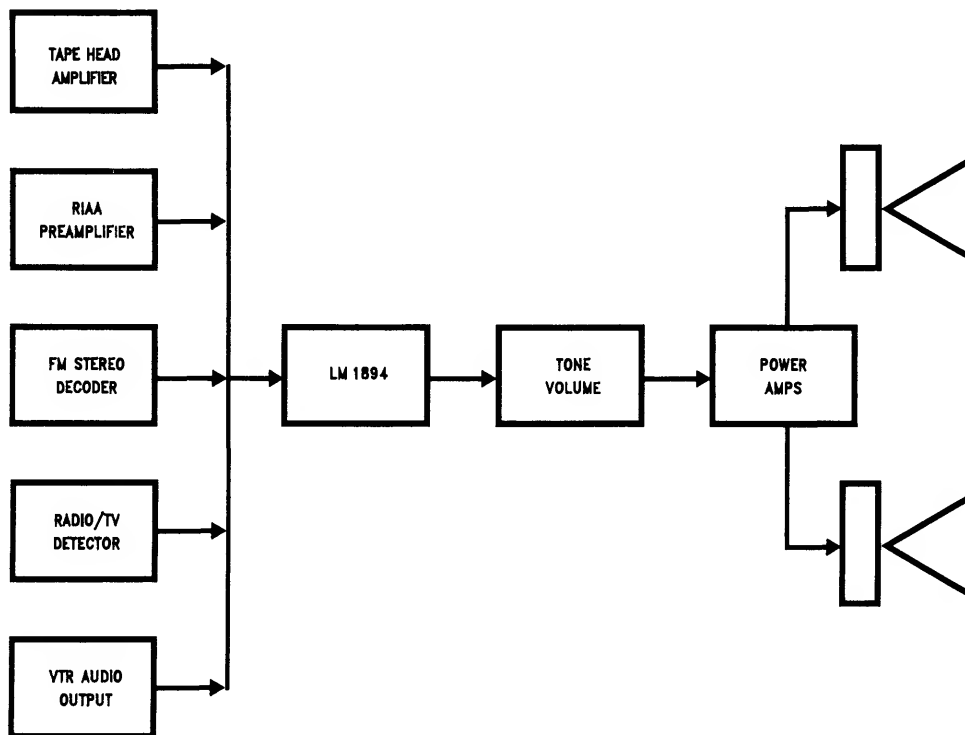 TAPE HEAD
AMPLIFIER
RIAA
PREAMPLIFIER
FM STEREO
DECODER
RADIO/TV
DETECTOR
VTR AUDIO
OUTPUT
LM 1894
TONE
VOLUME
POWER
AMPS